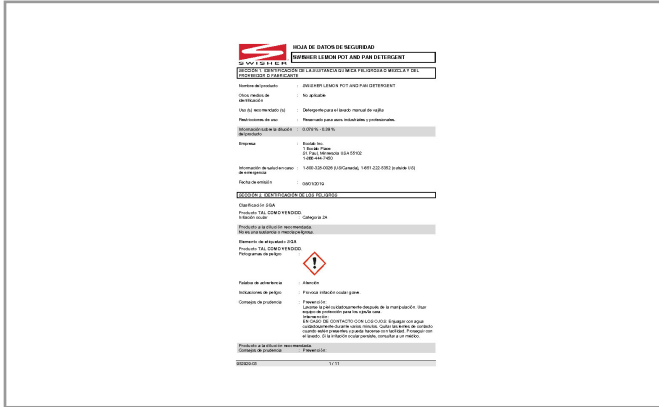 SWISHER
HOJA DE DATOS DE SEGURIDAD
SWISHER LEMON POT AND PAN DETERGENT
SECCIÓN 1. IDENTIFICACIÓN DE LA SUSTANCIA QUÍMICA PELIGROSA O MEZCLA Y DEL
PROVEEDOR O FABRICANTE
Nombre del producto : SWISHER LEMON POT AND PAN DETERGENT
Otros medios de : No aplicable
identificación
Uso(s) recomendado(s) : Detergente para el lavado manual de vajilla
Restricciones de uso : Reservado para usos industriales y profesionales.
Información sobre la dilución :
del producto
Empresa : Ecolab Inc.
1 Ecolab Place
St. Paul, Minnesota USA 55102
1-866-444-7450
Información de salud en caso : 1-800-328-0026 (US/Canada), 1-651-222-5352 (outside US)
de emergencia
Fecha de emisión : 06/01/2019
SECCIÓN 2. IDENTIFICACIÓN DE LOS PELIGROS
Clasificación SGA
Producto TAL COMO VENDIDO
Irritación ocular : Categoría 2A
Producto a la dilución recomendada
No es una sustancia o mezcla peligrosa.
Elemento de etiquetado SGA
Producto TAL COMO VENDIDO
Pictogramas de peligro :
Palabra de advertencia : Atención
Indicaciones de peligro : Provoca irritación ocular grave.
Consejos de prudencia : Prevención:
Lavarse la piel cuidadosamente después de la manipulación. Usar
equipo de protección para los ojos/la cara.
Intervención:
EN CASO DE CONTACTO CON LOS OJOS: Enjuagar con agua
cuidadosamente durante varios minutos. Quitar las lentes de contacto
cuando estén presentes y pueda hacerse con facilidad. Proseguir con
el lavado. Si la irritación ocular persiste, consultar a un médico.
Producto a la dilución recomendada
Consejos de prudencia : Prevención:
1 / 11